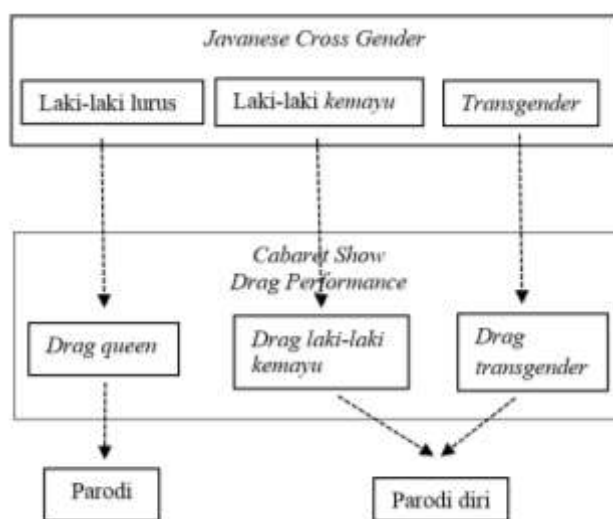 Javanese Cross Gender
Laki-laki lurus
Laki-laki kemayu
Transgender
Cabaret Show
Drag Performance
Drag queen
Drag laki-laki
kemayu
Drag
transgender
Parodi
Parodi diri